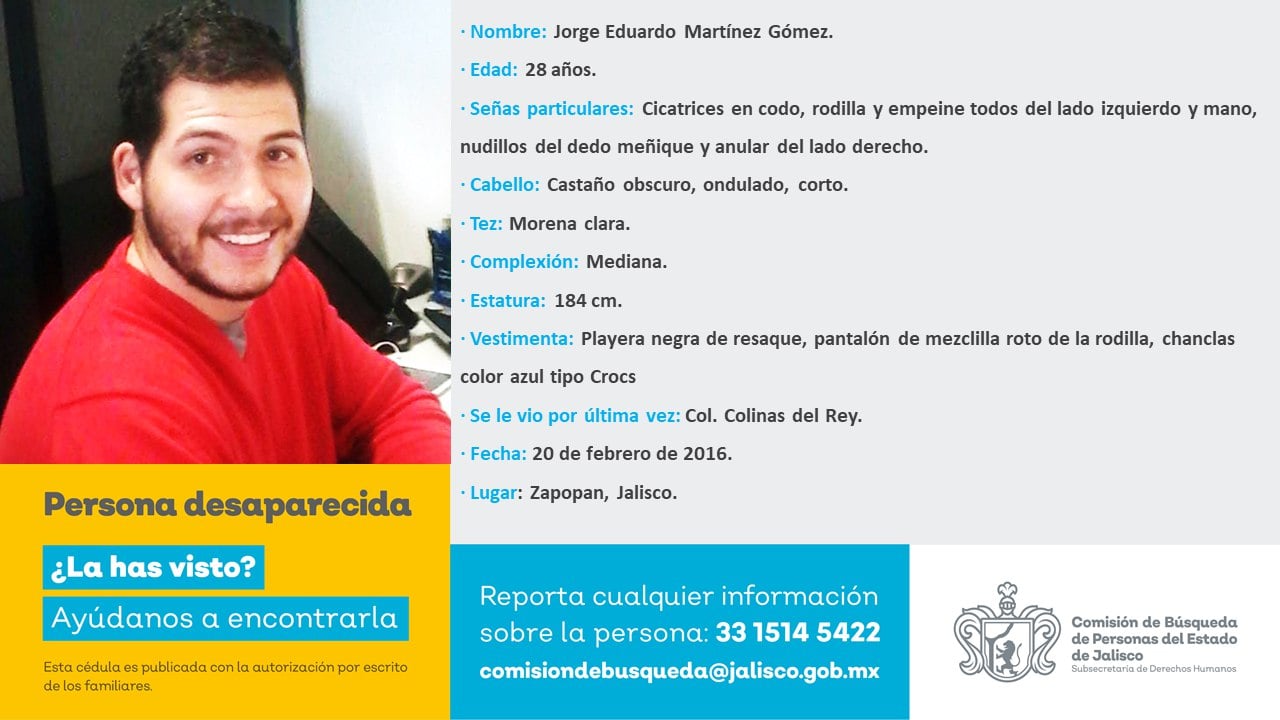 · Nombre: Jorge Eduardo Martínez Gómez.
· Edad: 28 años.
· Señas particulares: Cicatrices en codo, rodilla y empeine todos del lado izquierdo y mano,
nudillos del dedo meñique y anular del lado derecho.
· Cabello: Castaño obscuro, ondulado, corto.
· Tez: Morena clara.
· Complexión: Mediana.
· Estatura: 184 cm.
· Vestimenta: Playera negra de resaque, pantalón de mezclilla roto de la rodilla, chanclas
color azul tipo Crocs
· Se le vio por última vez: Col. Colinas del Rey.
· Fecha: 20 de febrero de 2016.
· Lugar: Zapopan, Jalisco.
Persona desaparecida
¿La has visto?
Ayúdanos a encontrarla
Esta cédula es publicada con la autorización por escrito
de los familiares.
Reporta cualquier información
sobre la persona: 33 1514 5422
comisiondebusqueda@jalisco.gob.mx
Comisión de Búsqueda
de Personas del Estado
de Jalisco
Subsecretaría de Derechos Humanos